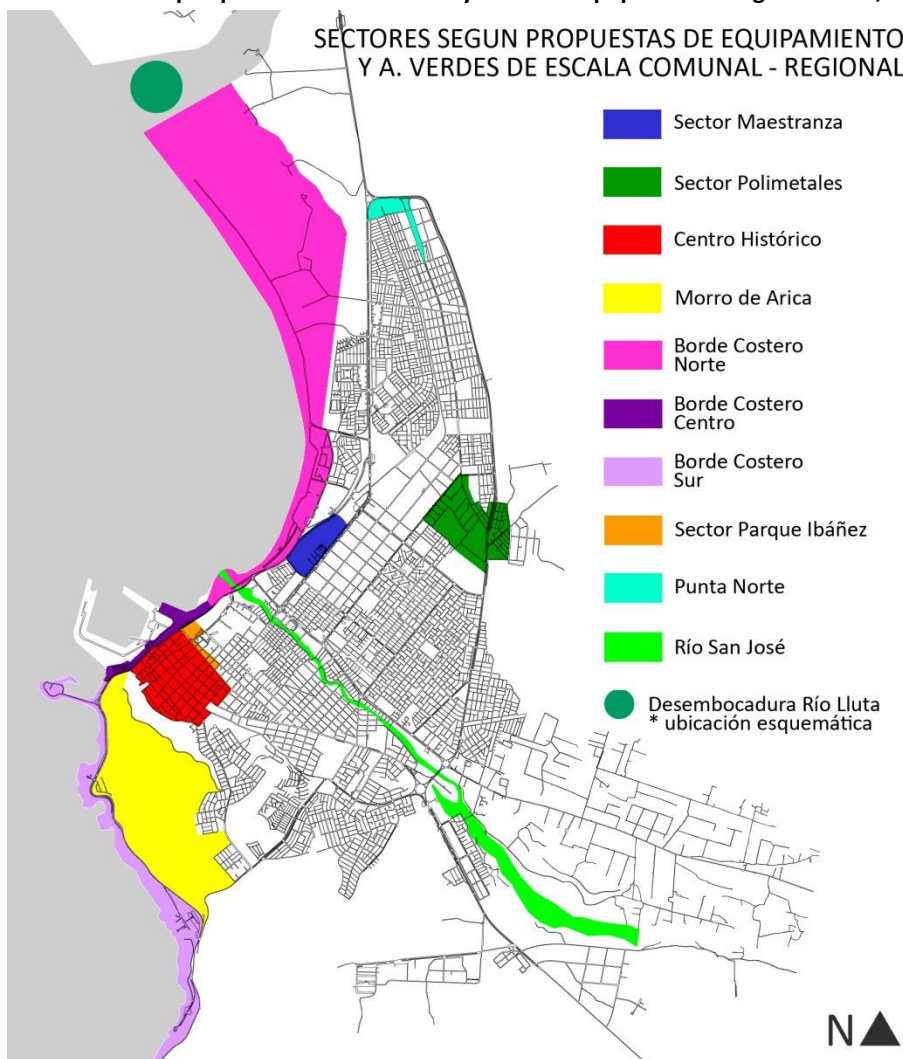 SECTORES SEGUN PROPUESTAS DE EQUIPAMIENTO
Y A. VERDES DE ESCALA COMUNAL - REGIONAL
Sector Maestranza
Sector Polimetales
Centro Histórico
Morro de Arica
Borde Costero
Norte
Borde Costero
Centro
Borde Costero
Sur
Sector Parque Ibáñez
Punta Norte
Río San José
Desembocadura Río Lluta
* ubicación esquemática
N